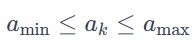 a_min ≤ a_k ≤ a_max